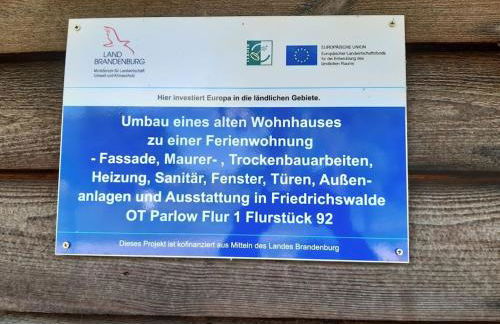 LAND
BRANDENBURG
Ministerium für Landwirtschaft
Umwelt und Klimaschutz
EUROPÄISCHE UNION
Europäischer Landwirtschaftsfonds
für die Entwicklung des
ländlichen Raums
Hier investiert Europa in die ländlichen Gebiete.
Umbau eines alten Wohnhauses
zu einer Ferienwohnung
- Fassade, Maurer- , Trockenbauarbeiten,
Heizung, Sanitär, Fenster, Türen, Außen-
anlagen und Ausstattung in Friedrichswalde
OT Parlow Flur 1 Flurstück 92
Dieses Projekt ist kofinanziert aus Mitteln des Landes Brandenburg